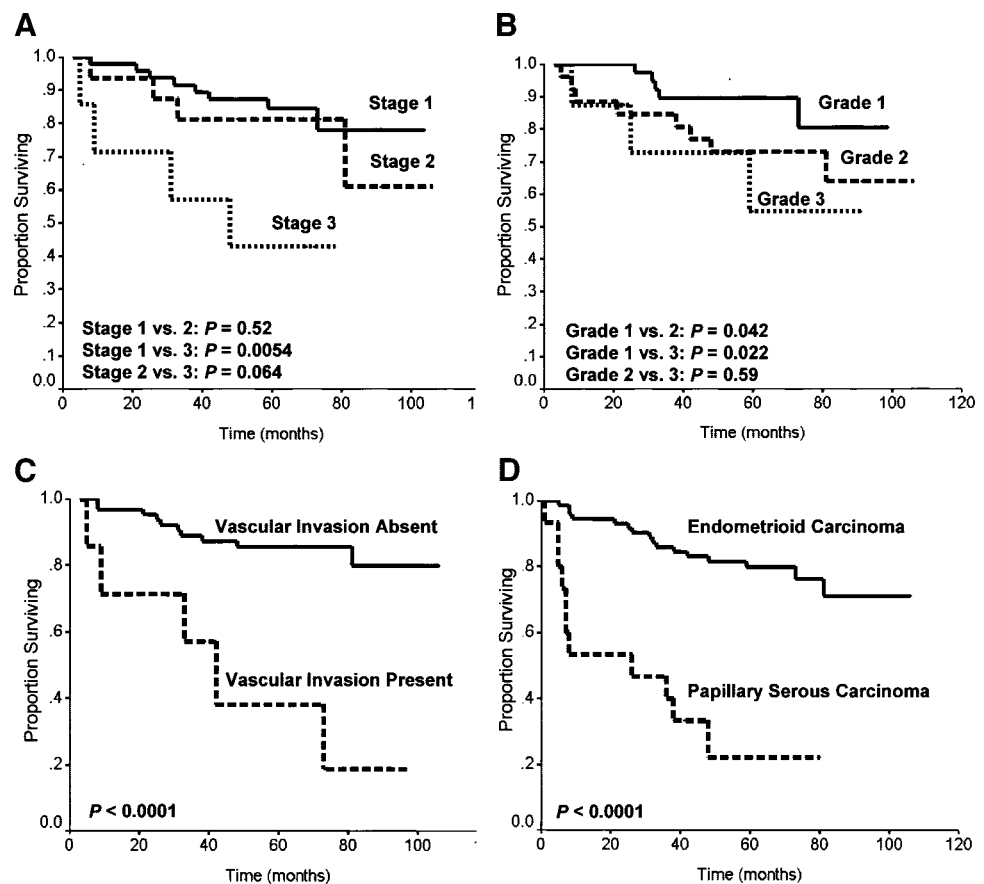 A
1.0
.9
.8
.7
.6
.5
.4
.3
.2
.1
0.0
Proportion Surviving
Stage 1
Stage 2
Stage 3
Stage 1 vs. 2: P = 0.52
Stage 1 vs. 3: P = 0.0054
Stage 2 vs. 3: P = 0.064
0 20 40 60 80 100 1
Time (months)
B
1.0
.9
.8
.7
.6
.5
.4
.3
.2
.1
0.0
Proportion Surviving
Grade 1
Grade 2
Grade 3
Grade 1 vs. 2: P = 0.042
Grade 1 vs. 3: P = 0.022
Grade 2 vs. 3: P = 0.59
0 20 40 60 80 100 120
Time (months)
C
1.0
.8
.6
.4
.2
0.0
Proportion Surviving
Vascular Invasion Absent
Vascular Invasion Present
P < 0.0001
0 20 40 60 80 100
Time (months)
D
1.0
.8
.6
.4
.2
0.0
Proportion Surviving
Endometrioid Carcinoma
Papillary Serous Carcinoma
P < 0.0001
0 20 40 60 80 100 120
Time (months)